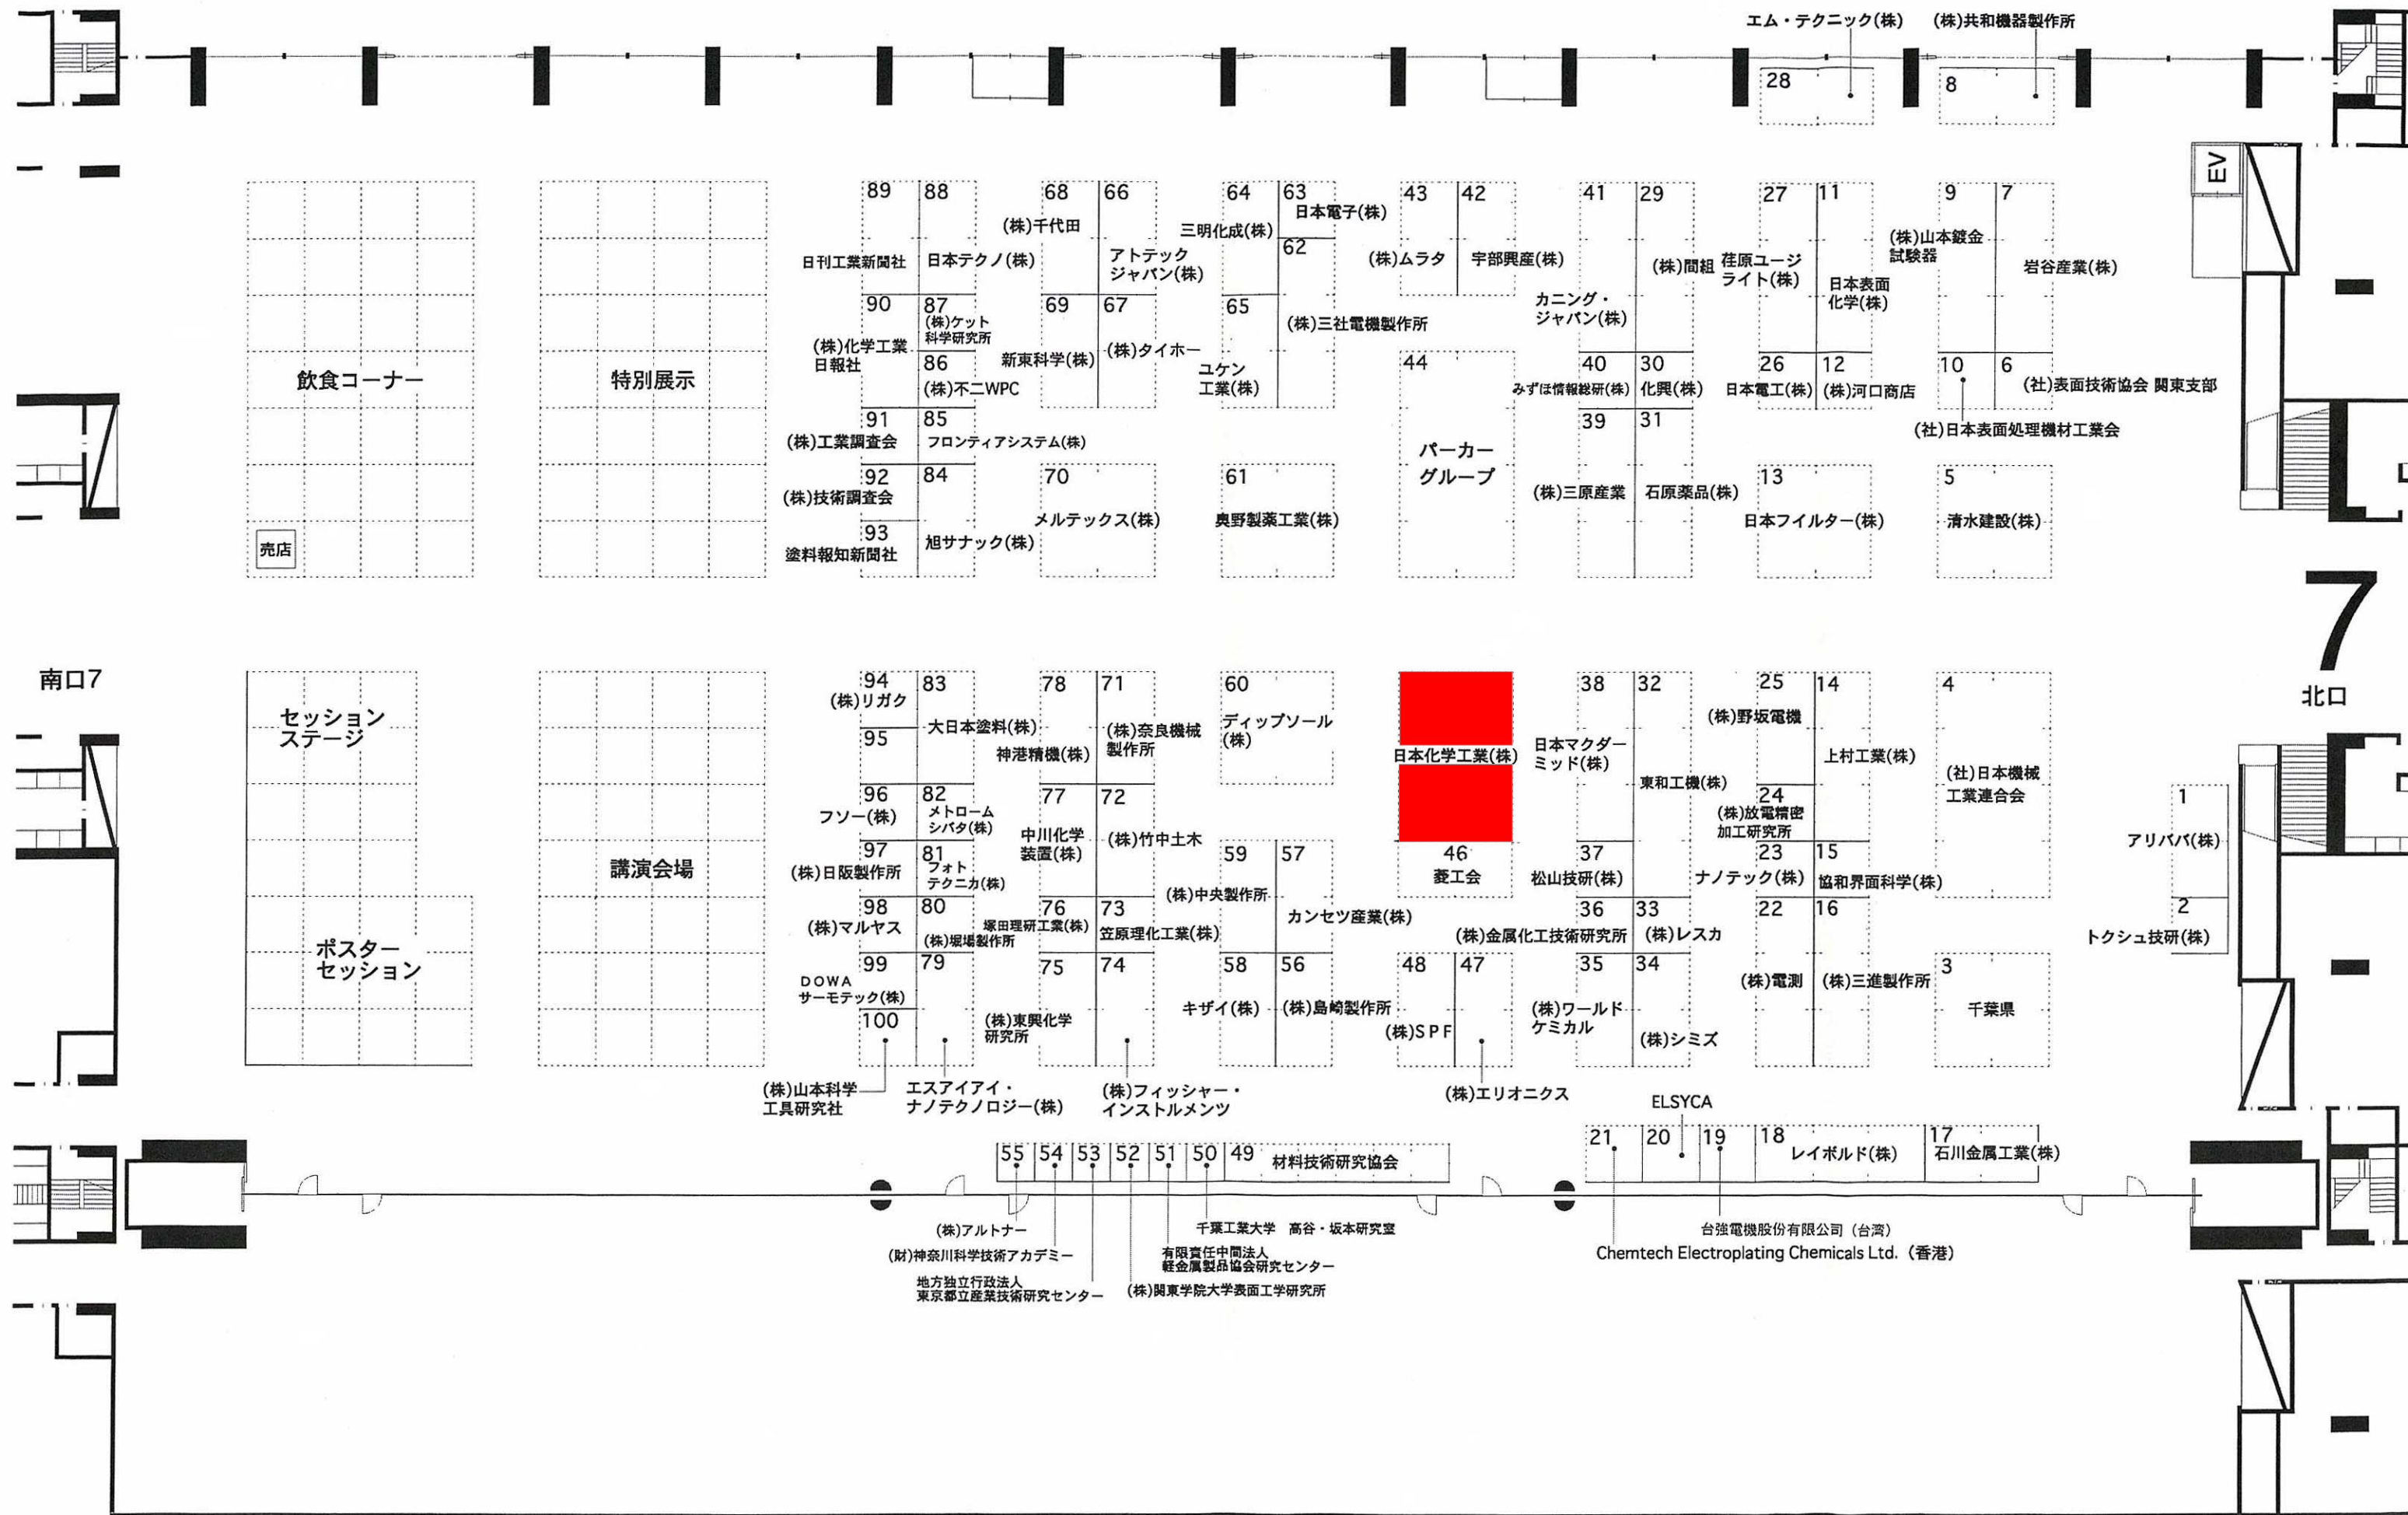 エム・テクニック(株)
(株)共和機器製作所
28
8
EV
89
88
68
66
64
63
43
42
41
29
27
11
9
7
日本電子(株)
(株)千代田
三明化成(株)
(株)山本鍍金
試験器
62
日刊工業新聞社
日本テクノ(株)
アトテック
ジャパン(株)
(株)ムラタ
宇部興産(株)
(株)間組
荏原ユージ
ライト(株)
日本表面
化学(株)
岩谷産業(株)
90
87
69
67
65
カニング・
ジャパン(株)
(株)ケット
科学研究所
(株)三社電機製作所
(株)化学工業
日報社
新東科学(株)
(株)タイホー
86
(株)不二WPC
ユケン
工業(株)
44
40
30
26
12
10
6
飲食コーナー
特別展示
みずほ情報総研(株)
化興(株)
日本電工(株)
(株)河口商店
(社)表面技術協会 関東支部
91
85
39
31
(株)工業調査会
フロンティアシステム(株)
(社)日本表面処理機材工業会
パーカー
グループ
92
84
70
61
13
5
(株)技術調査会
(株)三原産業
石原薬品(株)
メルテックス(株)
奥野製薬工業(株)
日本フイルター(株)
清水建設(株)
93
塗料報知新聞社
旭サナック(株)
売店
7
南口7
北口
94
83
78
71
60
38
32
25
14
4
(株)リガク
セッション
ステージ
大日本塗料(株)
神港精機(株)
(株)奈良機械
製作所
ディップソール
(株)
日本化学工業(株)
日本マクダー
ミッド(株)
東和工機(株)
(株)野坂電機
上村工業(株)
(社)日本機械
工業連合会
95
96
82
77
72
24
1
フソー(株)
メトローム
シバタ(株)
中川化学
装置(株)
(株)竹中土木
(株)放電精密
加工研究所
アリババ(株)
97
81
59
57
46
37
23
15
(株)日阪製作所
フォト
テクニカ(株)
講演会場
(株)中央製作所
菱工会
松山技研(株)
ナノテック(株)
協和界面科学(株)
98
80
76
73
36
33
22
16
2
(株)マルヤス
(株)堀場製作所
塚田理研工業(株)
笠原理化工業(株)
カンセツ産業(株)
(株)金属化工技術研究所
(株)レスカ
トクシュ技研(株)
ポスター
セッション
99
79
75
74
58
56
48
47
35
34
3
DOWA
サーモテック(株)
キザイ(株)
(株)島崎製作所
(株)電測
(株)三進製作所
千葉県
100
(株)東興化学
研究所
(株)SPF
(株)ワールド
ケミカル
(株)シミズ
(株)山本科学
工具研究社
エスアイアイ・
ナノテクノロジー(株)
(株)フィッシャー・
インストルメンツ
(株)エリオニクス
ELSYCA
55
54
53
52
51
50
49
材料技術研究協会
21
20
19
18
レイボルド(株)
17
石川金属工業(株)
(株)アルトナー
千葉工業大学 高谷・坂本研究室
台強電機股份有限公司（台湾）
(財)神奈川科学技術アカデミー
有限責任中間法人
軽金属製品協会研究センター
Chemtech Electroplating Chemicals Ltd.（香港）
地方独立行政法人
東京都立産業技術研究センター
(株)関東学院大学表面工学研究所